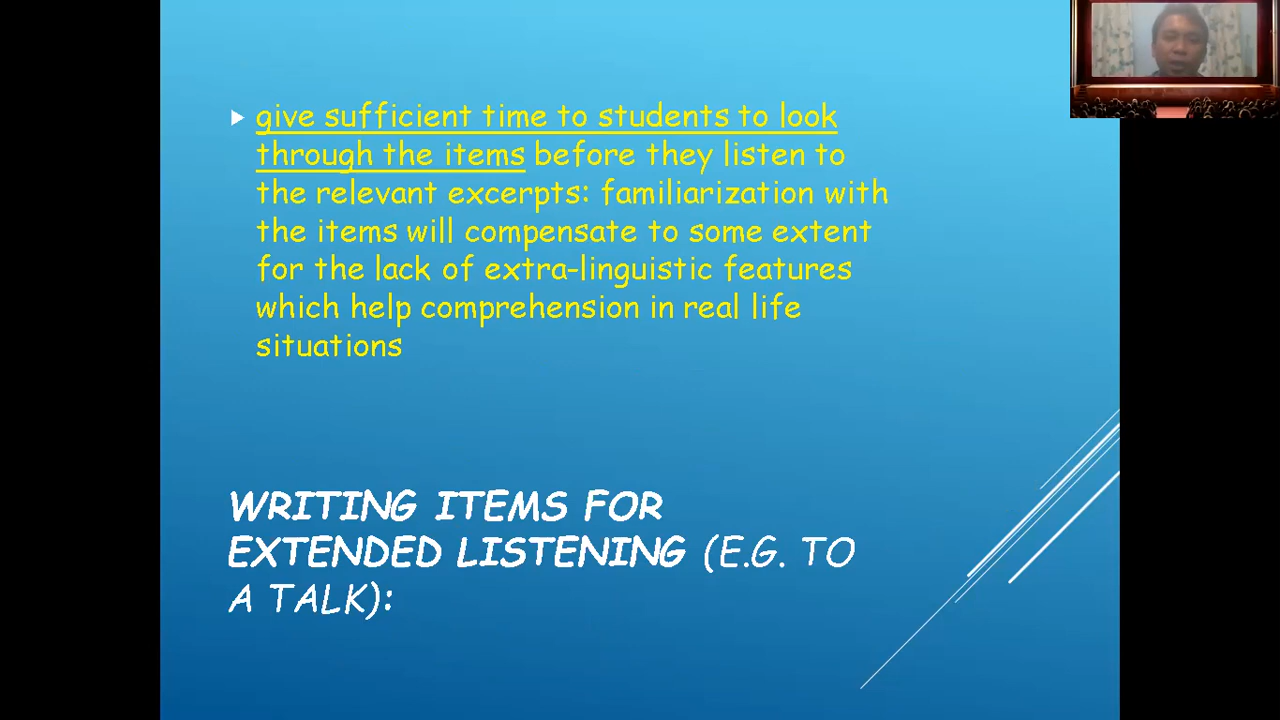 give sufficient time to students to look
through the items before they listen to
the relevant excerpts: familiarization with
the items will compensate to some extent
for the lack of extra-linguistic features
which help comprehension in real life
situations
WRITING ITEMS FOR
EXTENDED LISTENING (E.G. TO
A TALK):